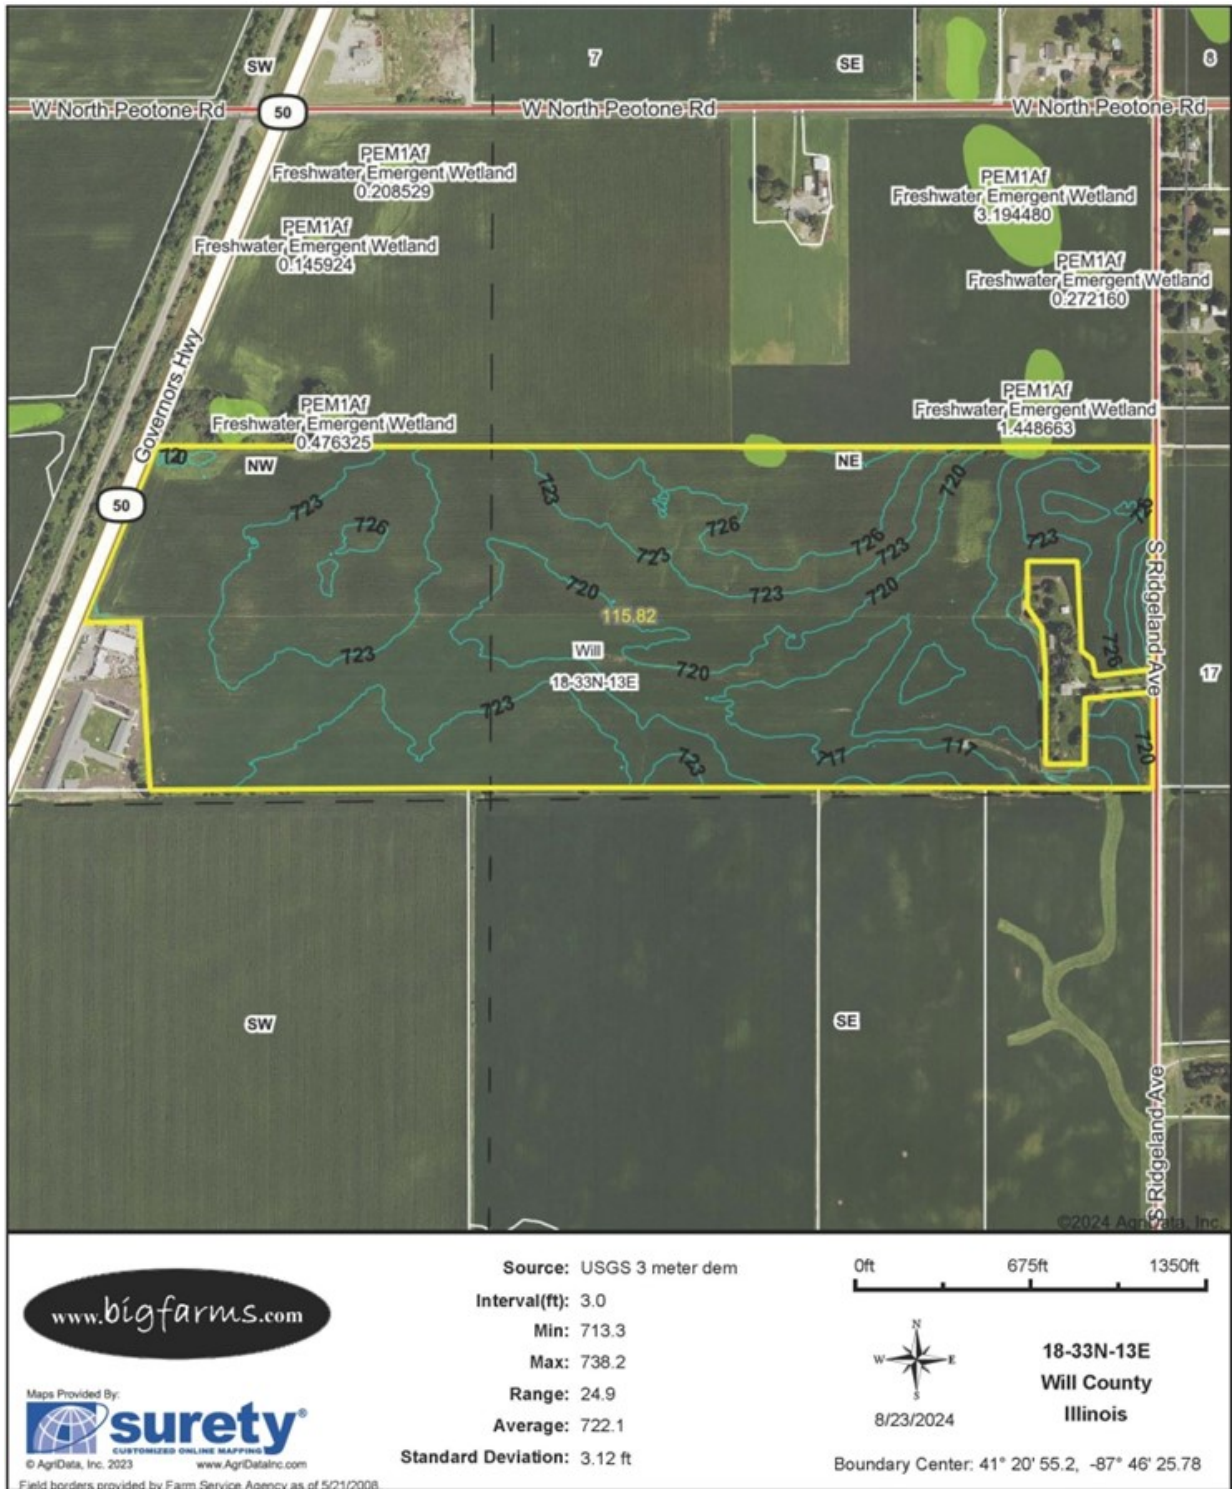 SW
7
SE
8
W North Peotone Rd
50
W North Peotone Rd
W North Peotone Rd
PEM1Af
Freshwater Emergent Wetland
0.208529
PEM1Af
Freshwater Emergent Wetland
3.194480
PEM1Af
Freshwater Emergent Wetland
0.145924
PEM1Af
Freshwater Emergent Wetland
0.272160
Governors Hwy
PEM1Af
Freshwater Emergent Wetland
0.476325
PEM1Af
Freshwater Emergent Wetland
1.448663
720
NW
NE
50
723
726
723
726
723
726
723
720
723
726
720
723
720
115.82
Will
18-33N-13E
723
720
723
723
717
717
726
720
S Ridgeland Ave
17
SW
SE
S Ridgeland Ave
©2024 AgriData, Inc.
www.bigfarms.com
Maps Provided By:
surety®
CUSTOMIZED ONLINE MAPPING
© AgriData, Inc. 2023
www.AgriDataInc.com
Field borders provided by Farm Service Agency as of 5/21/2008.
Source: USGS 3 meter dem
Interval(ft): 3.0
Min: 713.3
Max: 738.2
Range: 24.9
Average: 722.1
Standard Deviation: 3.12 ft
0ft 675ft 1350ft
N
W E
S
8/23/2024
18-33N-13E
Will County
Illinois
Boundary Center: 41° 20' 55.2, -87° 46' 25.78